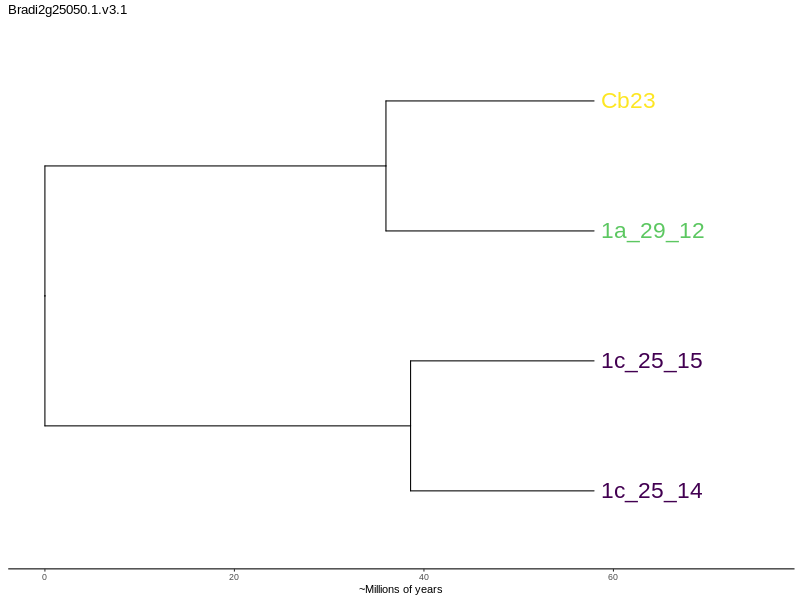 Bradi2g25050.1.v3.1
Cb23
1a_29_12
1c_25_15
1c_25_14
0 20 40 60
~Millions of years